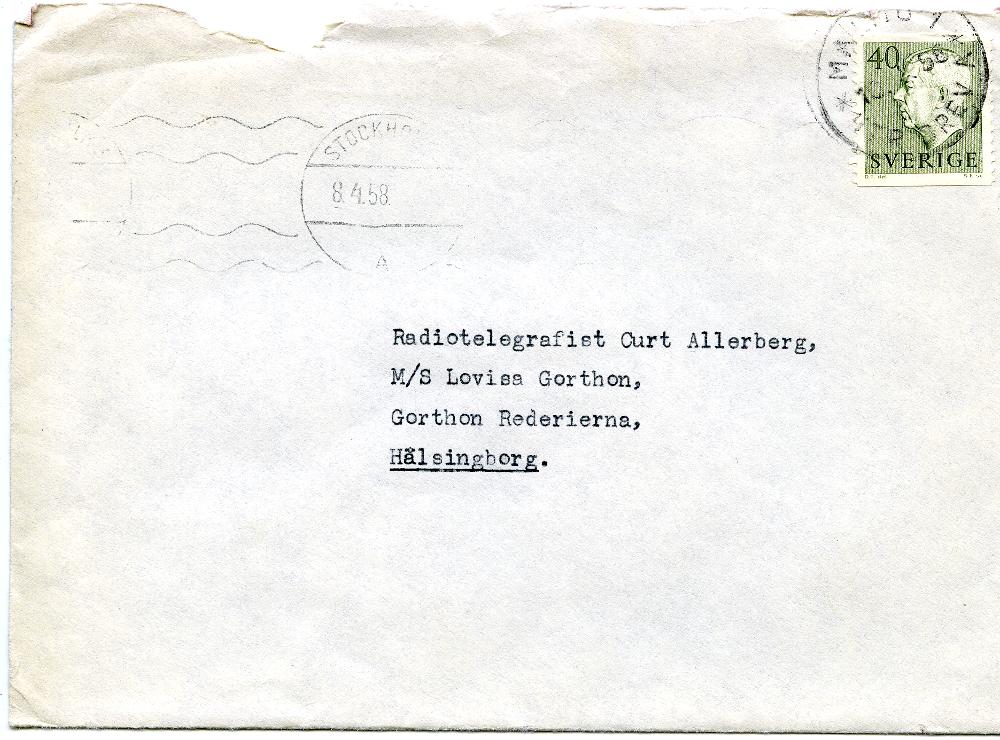 40
SVERIGE
STOCKHO
8.4.58.
A
Radiotelegrafist Curt Allerberg,
M/S Lovisa Gorthon,
Gorthon Rederierna,
Hälsingborg.